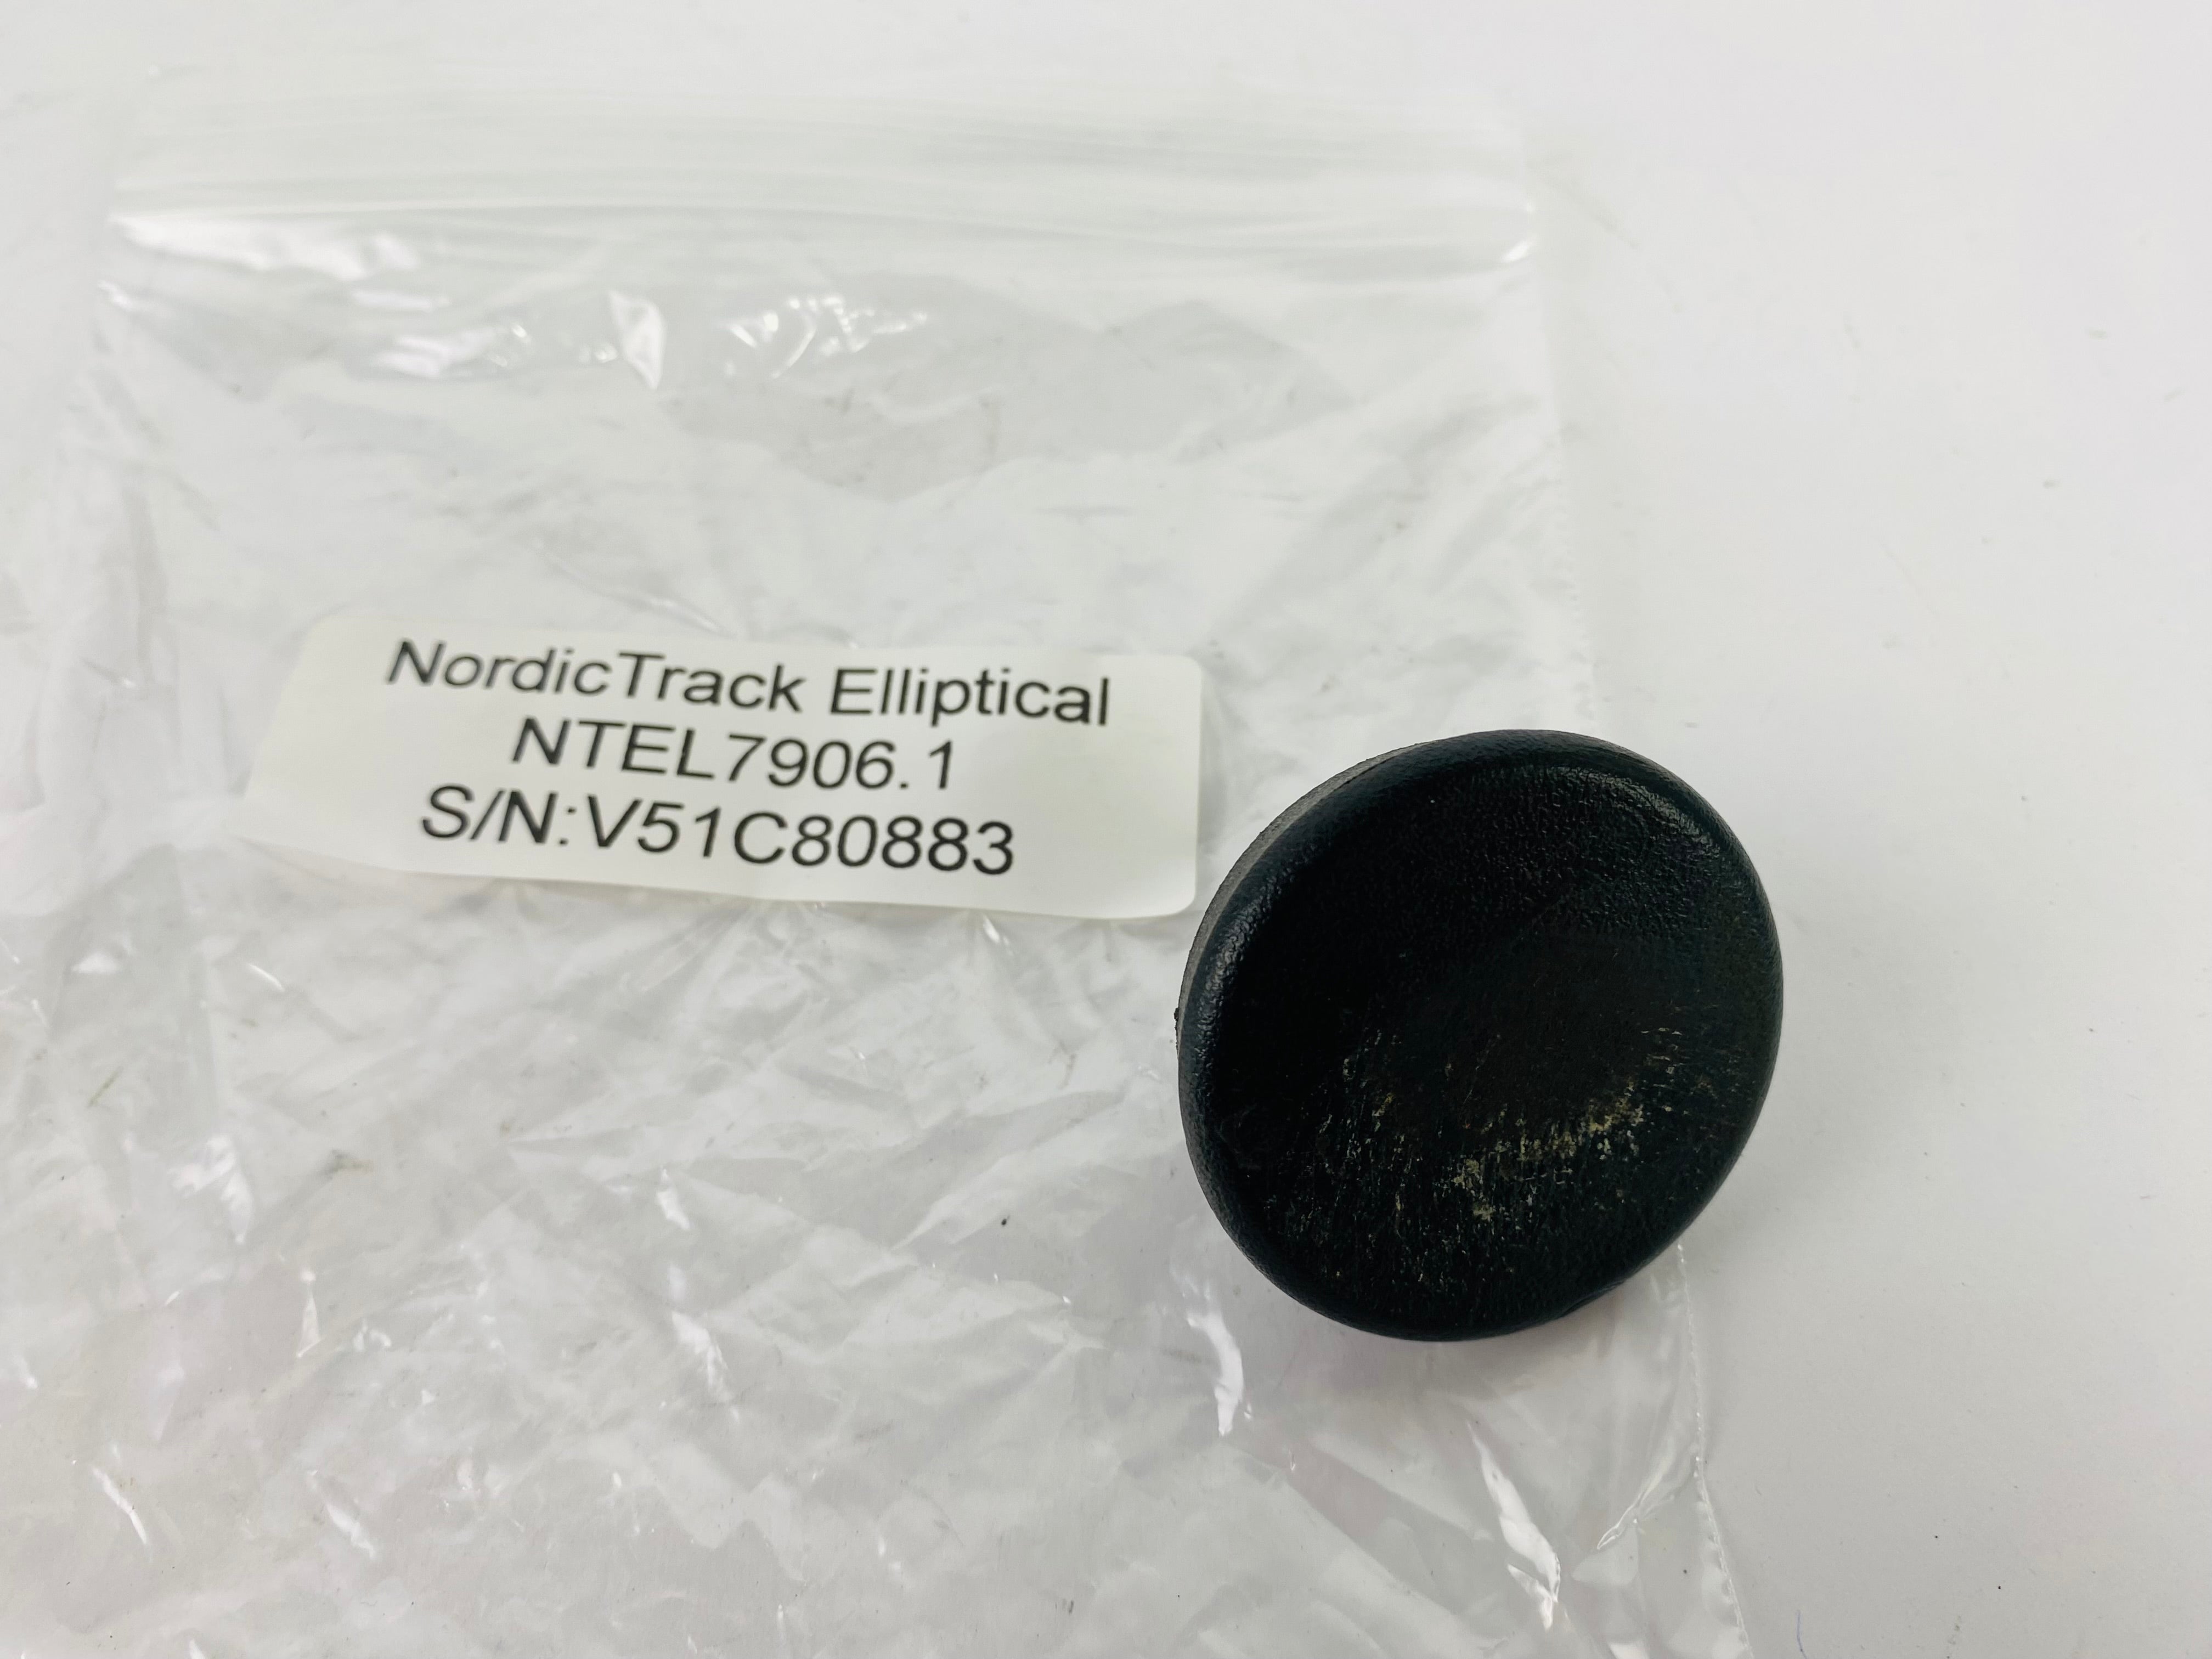 NordicTrack Elliptical
NTEL7906.1
S/N:V51C80883